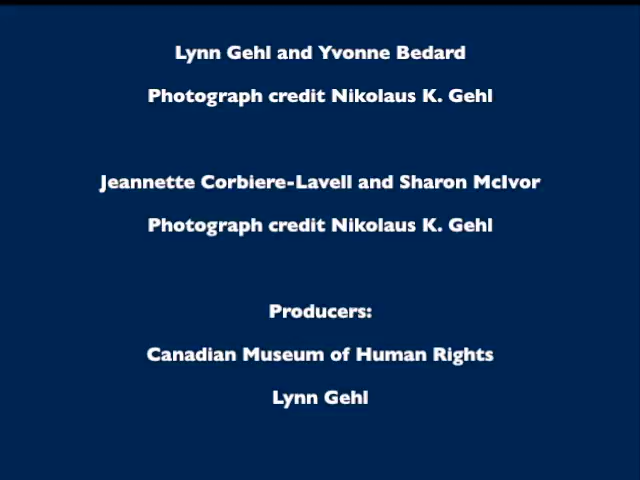 Lynn Gehl and Yvonne Bedard
Photograph credit Nikolaus K. Gehl
Jeannette Corbiere-Lavell and Sharon McIvor
Photograph credit Nikolaus K. Gehl
Producers:
Canadian Museum of Human Rights
Lynn Gehl